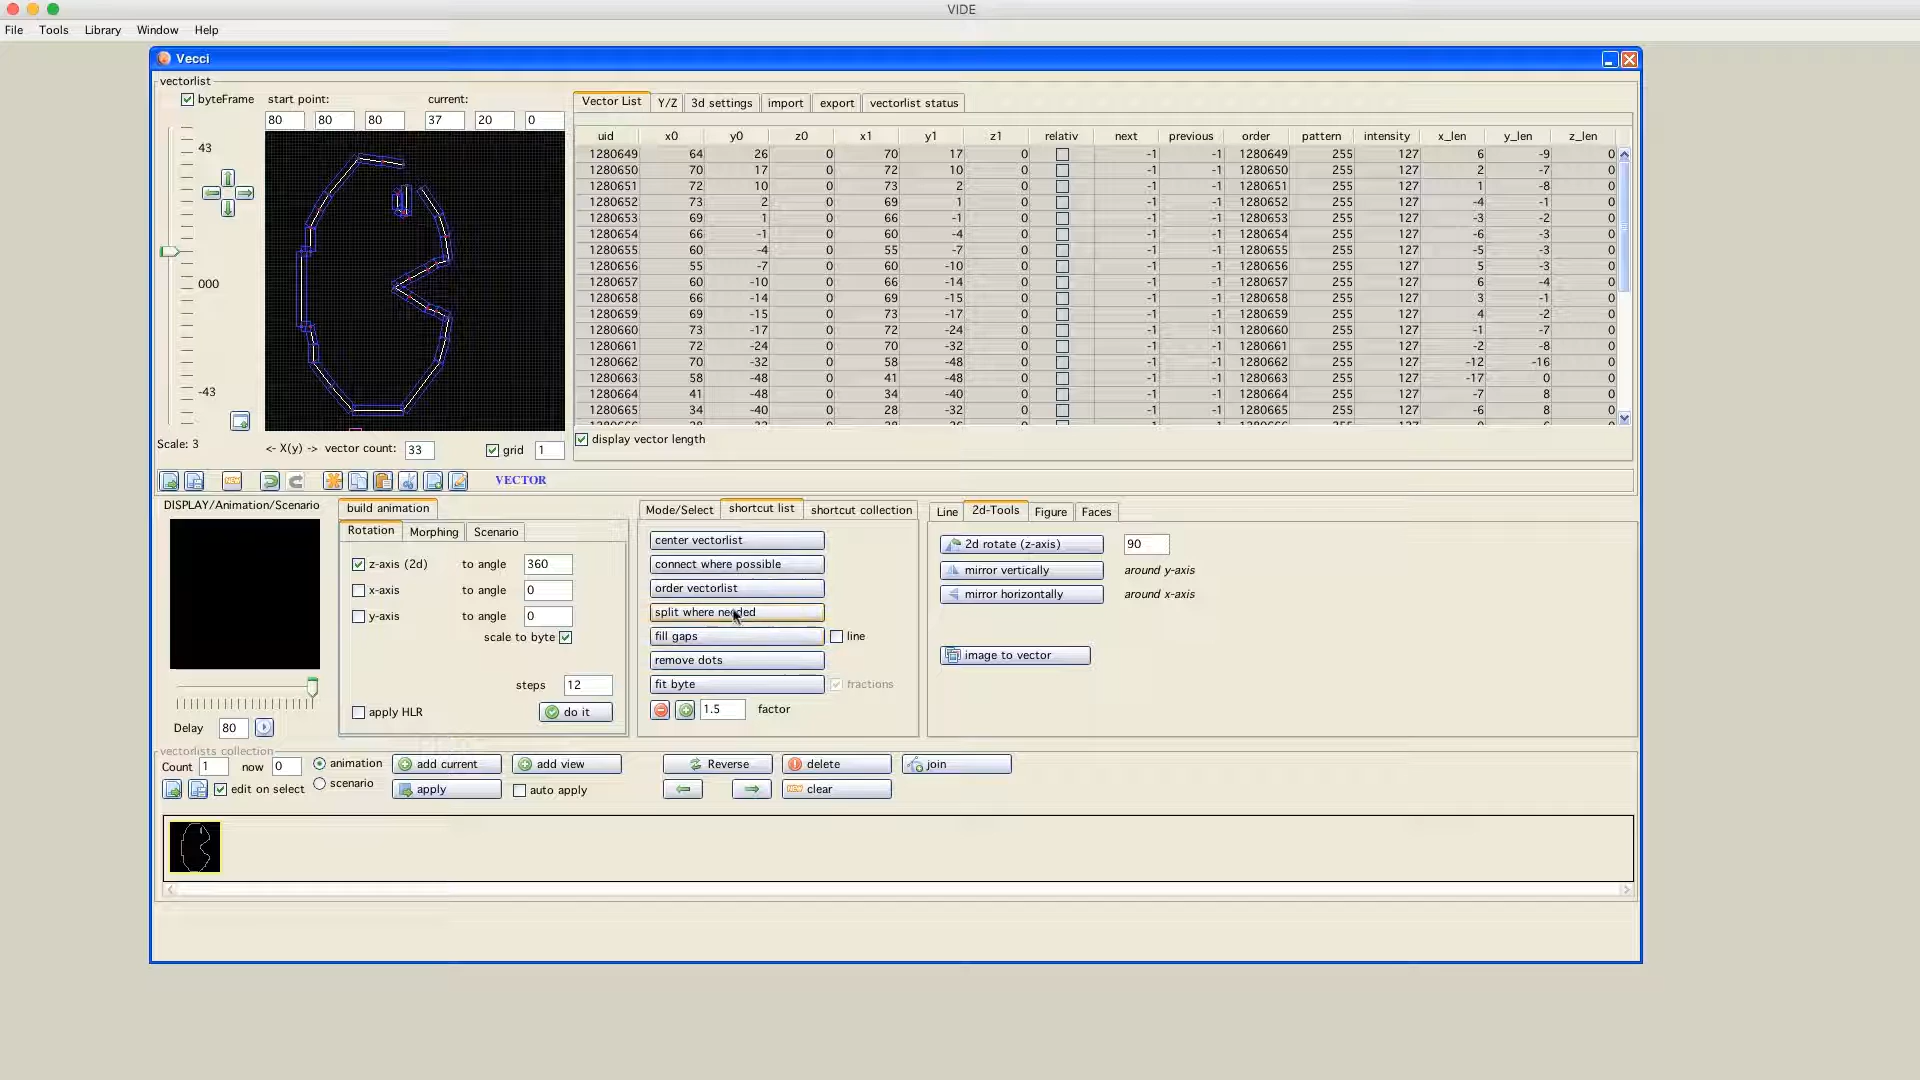 VIDE
File Tools Library Window Help
Vecci
vectorlist
byteFrame start point: current:
80 80 80 37 20 0
43
000
-43
Scale: 3
<- X(y) -> vector count: 33 grid 1
Vector List Y/Z 3d settings import export vectorlist status
uid x0 y0 z0 x1 y1 z1 relativ next previous order pattern intensity x_len y_len z_len
1280649 64 26 0 70 17 0 -1 -1 1280649 255 127 6 -9 0
1280650 70 17 0 72 10 0 -1 -1 1280650 255 127 2 -7 0
1280651 72 10 0 73 2 0 -1 -1 1280651 255 127 1 -8 0
1280652 73 2 0 69 1 0 -1 -1 1280652 255 127 -4 -1 0
1280653 69 1 0 66 -1 0 -1 -1 1280653 255 127 -3 -2 0
1280654 66 -1 0 60 -4 0 -1 -1 1280654 255 127 -6 -3 0
1280655 60 -4 0 55 -7 0 -1 -1 1280655 255 127 -5 -3 0
1280656 55 -7 0 60 -10 0 -1 -1 1280656 255 127 5 -3 0
1280657 60 -10 0 66 -14 0 -1 -1 1280657 255 127 6 -4 0
1280658 66 -14 0 69 -15 0 -1 -1 1280658 255 127 3 -1 0
1280659 69 -15 0 73 -17 0 -1 -1 1280659 255 127 4 -2 0
1280660 73 -17 0 72 -24 0 -1 -1 1280660 255 127 -1 -7 0
1280661 72 -24 0 70 -32 0 -1 -1 1280661 255 127 -2 -8 0
1280662 70 -32 0 58 -48 0 -1 -1 1280662 255 127 -12 -16 0
1280663 58 -48 0 41 -48 0 -1 -1 1280663 255 127 -17 0 0
1280664 41 -48 0 34 -40 0 -1 -1 1280664 255 127 -7 8 0
1280665 34 -40 0 28 -32 0 -1 -1 1280665 255 127 -6 8 0
display vector length
NEW VECTOR
DISPLAY/Animation/Scenario
Delay 80
build animation
Rotation Morphing Scenario
z-axis (2d) to angle 360
x-axis to angle 0
y-axis to angle 0
scale to byte
steps 12
apply HLR do it
Mode/Select shortcut list shortcut collection
center vectorlist
connect where possible
order vectorlist
split where needed
fill gaps line
remove dots
fit byte fractions
1.5 factor
Line 2d-Tools Figure Faces
2d rotate (z-axis) 90
mirror vertically around y-axis
mirror horizontally around x-axis
image to vector
vectorlists collection
Count 1 now 0 animation add current add view Reverse delete join
edit on select scenario apply auto apply NEW clear